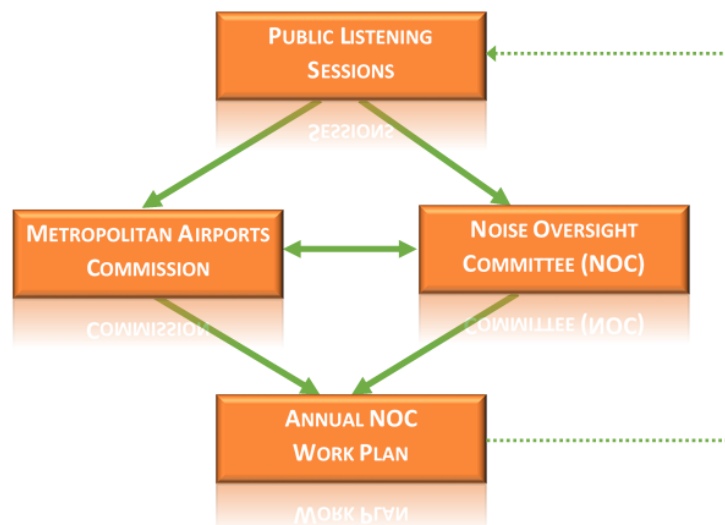 PUBLIC LISTENING
SESSIONS
METROPOLITAN AIRPORTS
COMMISSION
NOISE OVERSIGHT
COMMITTEE (NOC)
ANNUAL NOC
WORK PLAN